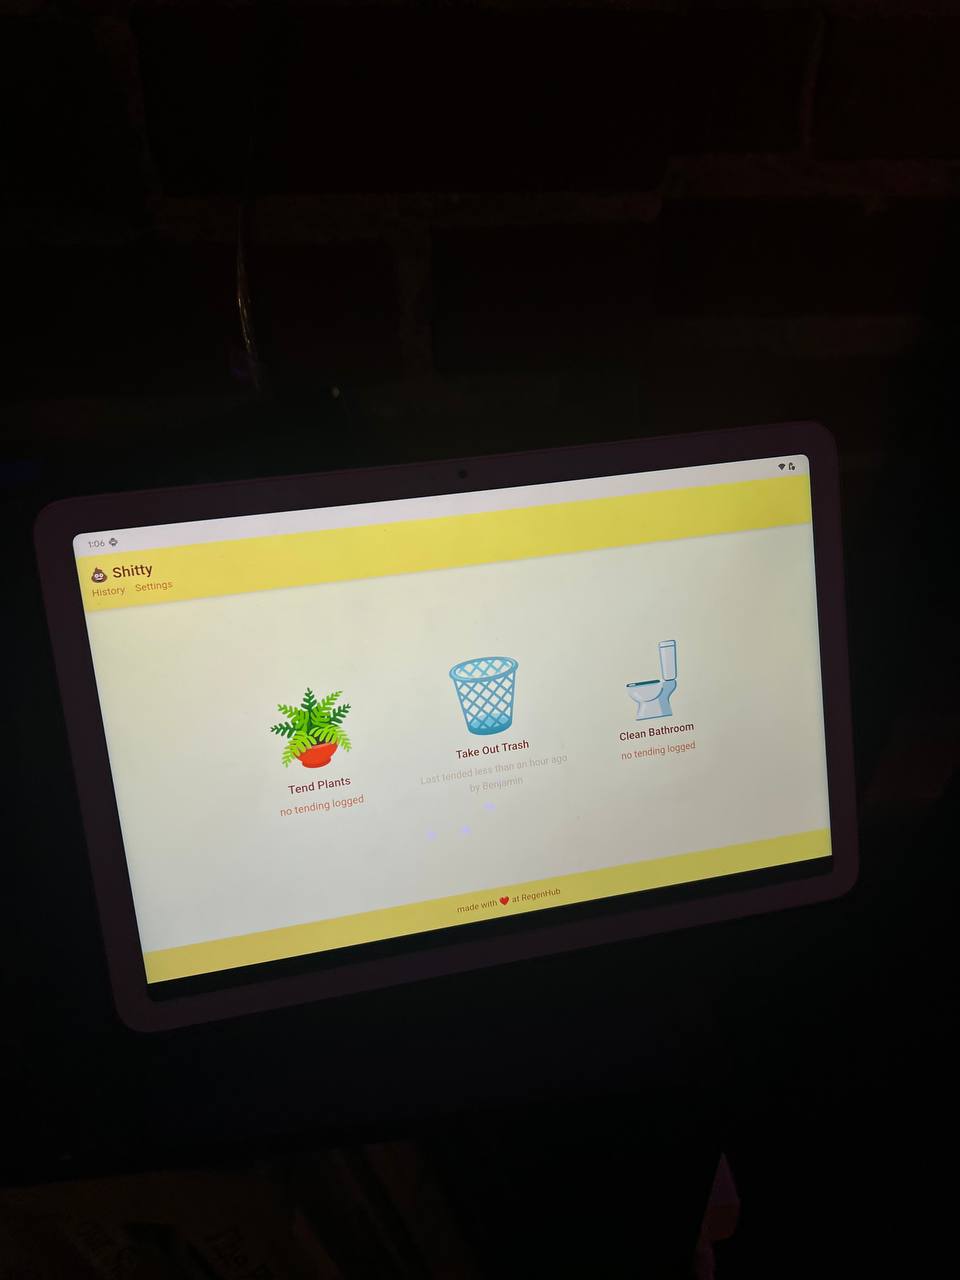 1:06
Shitty
History Settings
Tend Plants
no tending logged
Take Out Trash
Last tended less than an hour ago
by Benjamin
Clean Bathroom
no tending logged
made with ❤️ at RegenHub